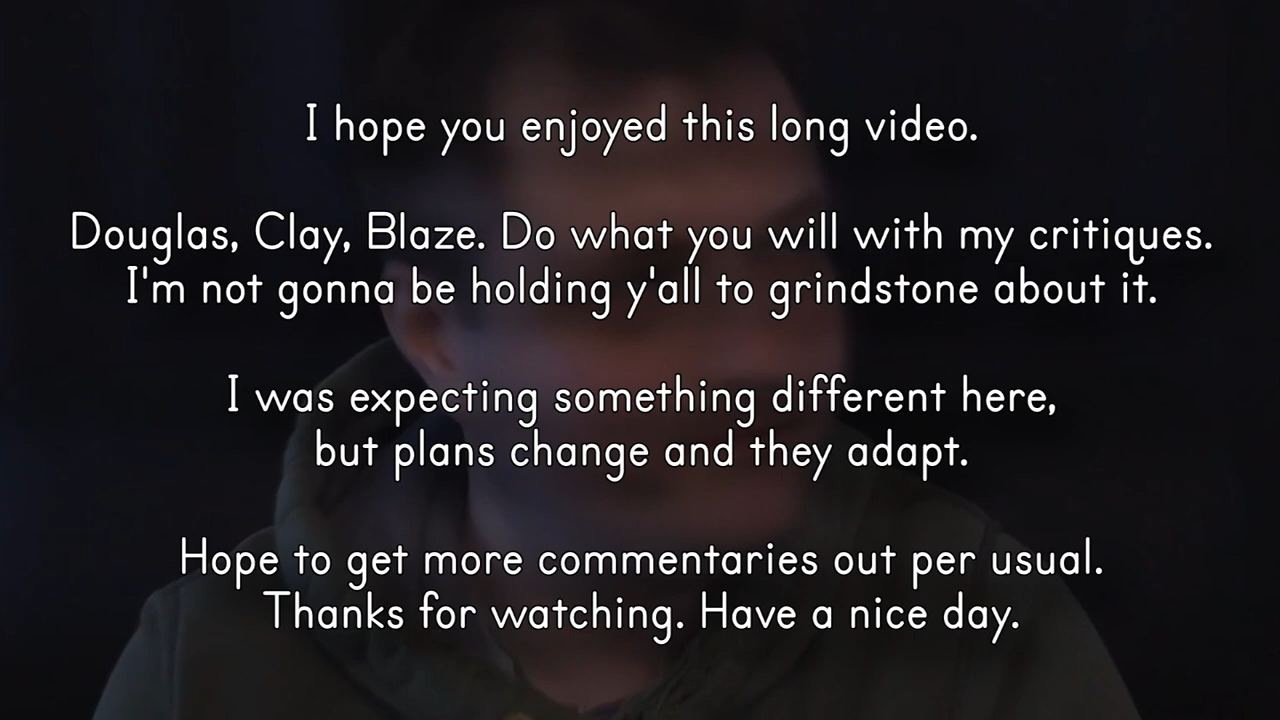 I hope you enjoyed this long video.
Douglas, Clay, Blaze. Do what you will with my critiques.
I'm not gonna be holding y'all to grindstone about it.
I was expecting something different here,
but plans change and they adapt.
Hope to get more commentaries out per usual.
Thanks for watching. Have a nice day.